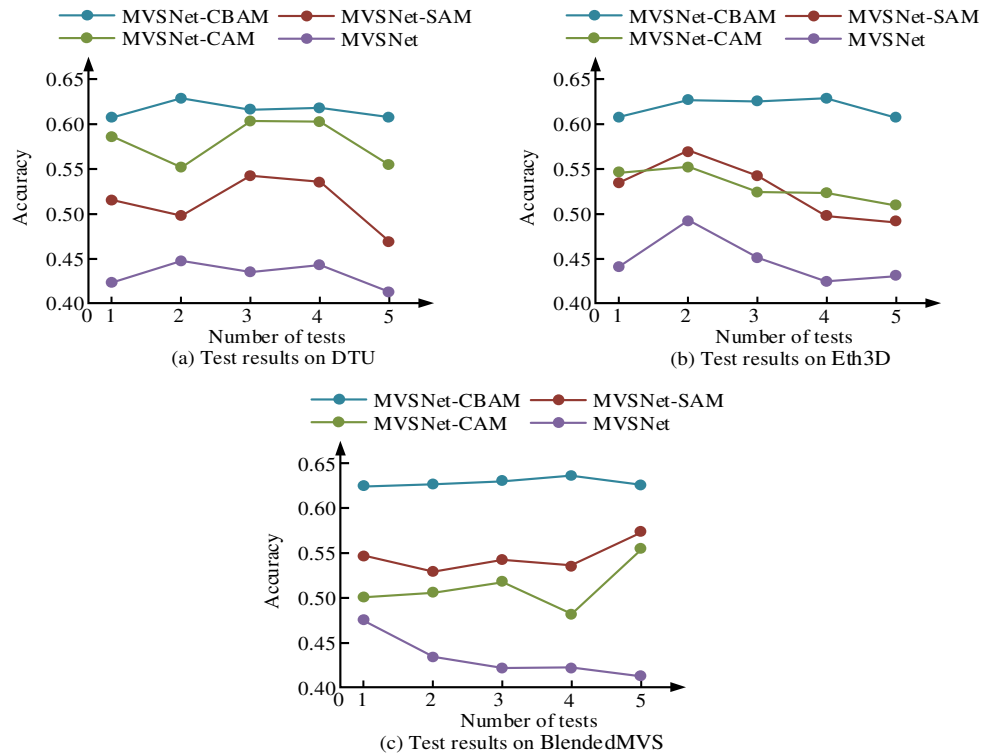 MVSNet-CBAM MVSNet-SAM
MVSNet-CAM MVSNet
0.65
0.60
0.55
0.50
0.45
0.40
Accuracy
0 1 2 3 4 5
Number of tests
(a) Test results on DTU
MVSNet-CBAM MVSNet-SAM
MVSNet-CAM MVSNet
0.65
0.60
0.55
0.50
0.45
0.40
Accuracy
0 1 2 3 4 5
Number of tests
(b) Test results on Eth3D
MVSNet-CBAM MVSNet-SAM
MVSNet-CAM MVSNet
0.65
0.60
0.55
0.50
0.45
0.40
Accuracy
0 1 2 3 4 5
Number of tests
(c) Test results on BlendedMVS